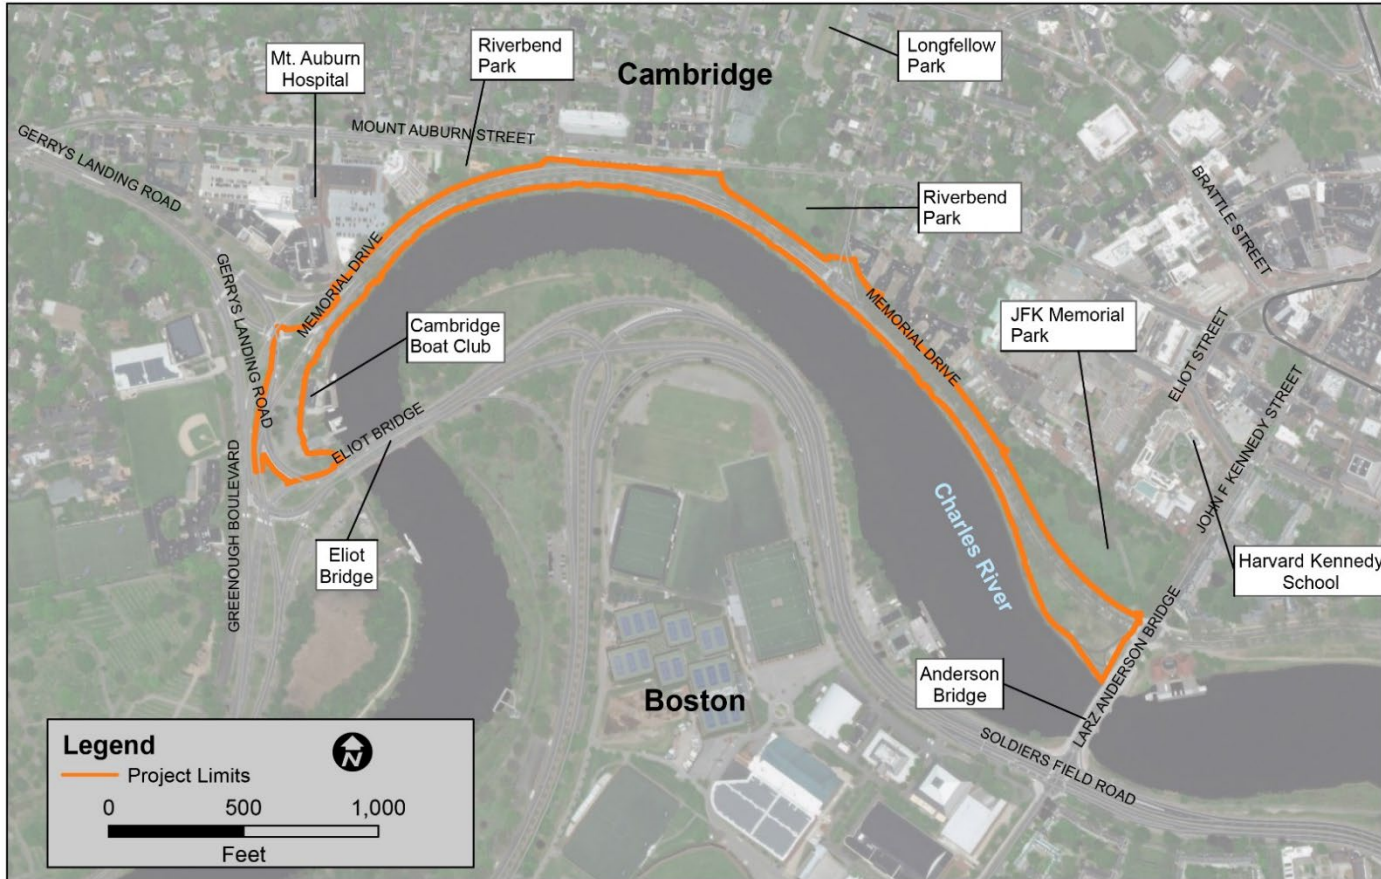 Mt. Auburn
Hospital
Riverbend
Park
Cambridge
Longfellow
Park
MOUNT AUBURN STREET
GERRYS LANDING ROAD
BRATTLE STREET
Riverbend
Park
MEMORIAL DRIVE
GERRYS LANDING ROAD
MEMORIAL DRIVE
JFK Memorial
Park
Cambridge
Boat Club
ELIOT STREET
JOHN F KENNEDY STREET
ELIOT BRIDGE
GREENOUGH BOULEVARD
Charles River
Eliot
Bridge
Harvard Kennedy
School
Anderson
Bridge
LARZ ANDERSON BRIDGE
Boston
SOLDIERS FIELD ROAD
Legend
N
Project Limits
0 500 1,000
Feet